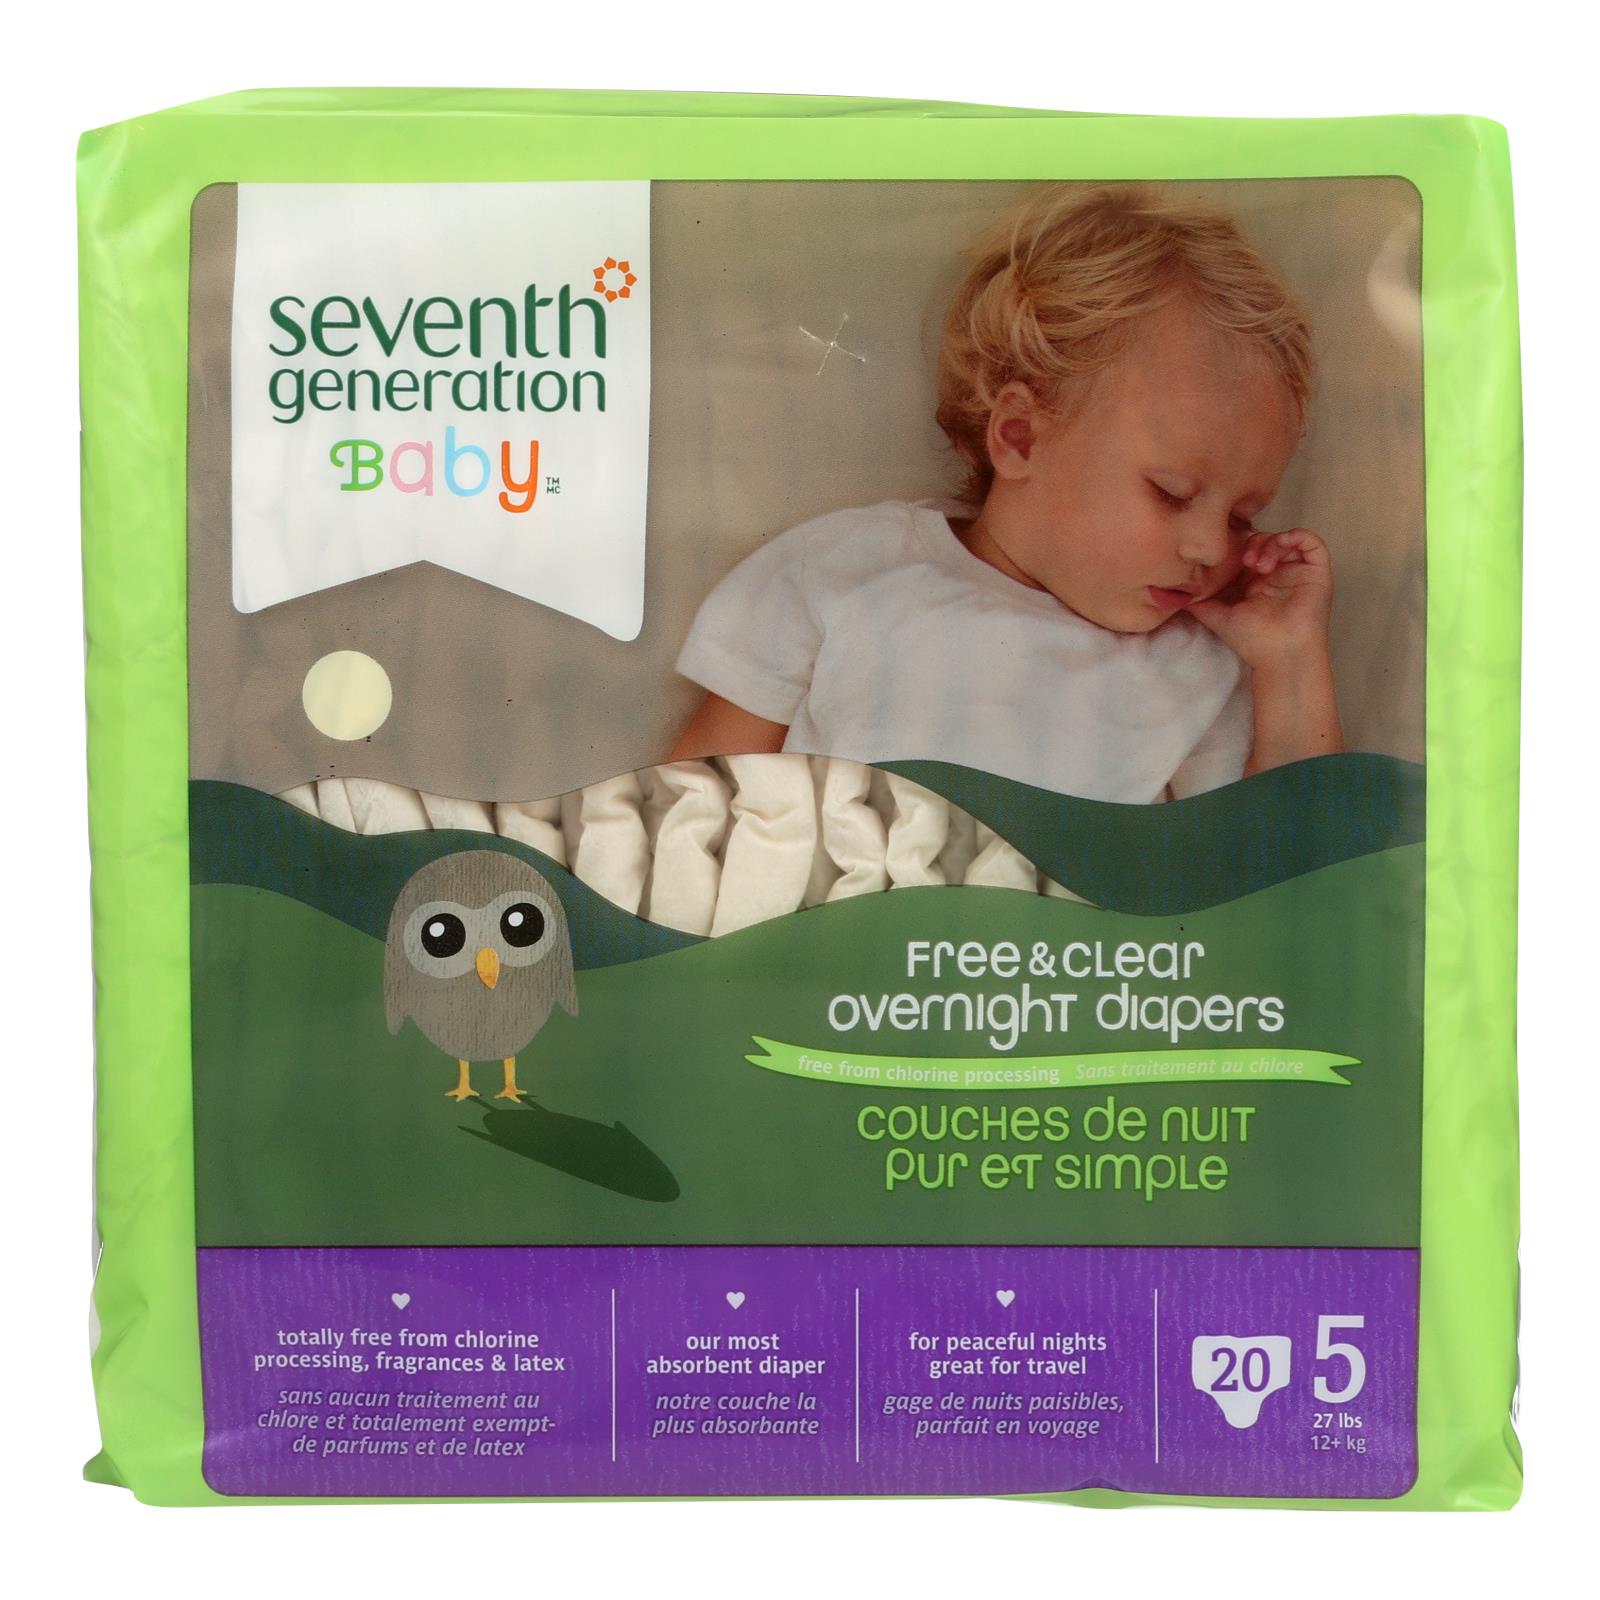 seventh
generation
Baby TM MC
Free & Clear
overnight diapers
free from chlorine processing Sans traitement au chlore
couches de nuit
pur et simple
totally free from chlorine
processing, fragrances & latex
sans aucun traitement au
chlore et totalement exempt-
de parfums et de latex
our most
absorbent diaper
notre couche la
plus absorbante
for peaceful nights
great for travel
gage de nuits paisibles,
parfait en voyage
20
5
27 lbs
12+ kg